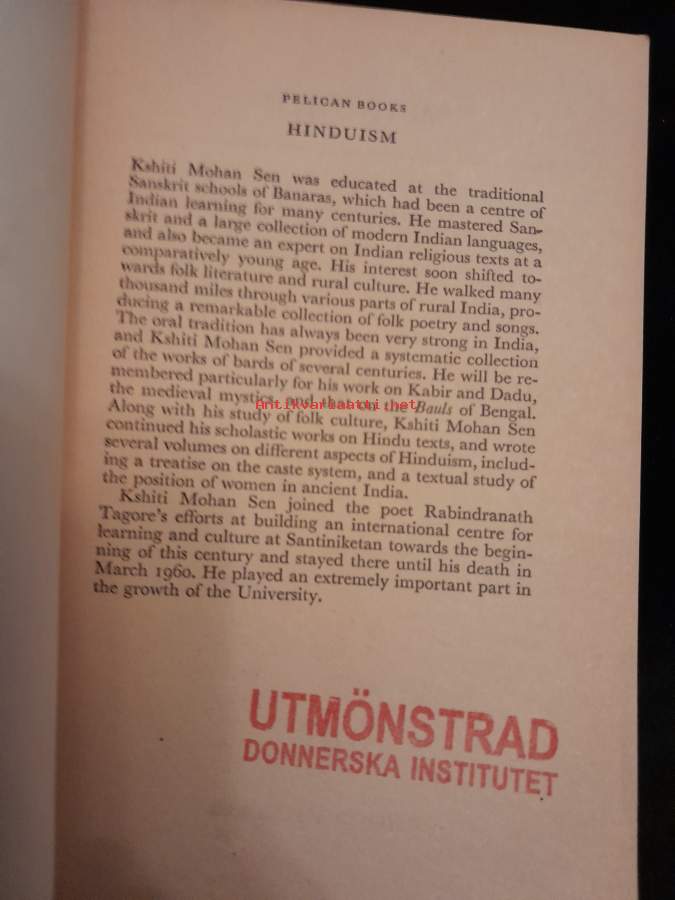 PELICAN BOOKS
HINDUISM
Kshiti Mohan Sen was educated at the traditional
Sanskrit schools of Banaras, which had been a centre of
Indian learning for many centuries. He mastered San-
skrit and a large collection of modern Indian languages,
and also became an expert on Indian religious texts at a
comparatively young age. His interest soon shifted to-
wards folk literature and rural culture. He walked many
thousand miles through various parts of rural India, pro-
ducing a remarkable collection of folk poetry and songs.
The oral tradition has always been very strong in India,
and Kshiti Mohan Sen provided a systematic collection
of the works of bards of several centuries. He will be re-
membered particularly for his work on Kabir and Dadu,
the medieval mystics, and that on the Bauls of Bengal.
Antikvariaatti.net
Along with his study of folk culture, Kshiti Mohan Sen
continued his scholastic works on Hindu texts, and wrote
several volumes on different aspects of Hinduism, includ-
ing a treatise on the caste system, and a textual study of
the position of women in ancient India.
Kshiti Mohan Sen joined the poet Rabindranath
Tagore's efforts at building an international centre for
learning and culture at Santiniketan towards the begin-
ning of this century and stayed there until his death in
March 1960. He played an extremely important part in
the growth of the University.
UTMÖNSTRAD
DONNERSKA INSTITUTET